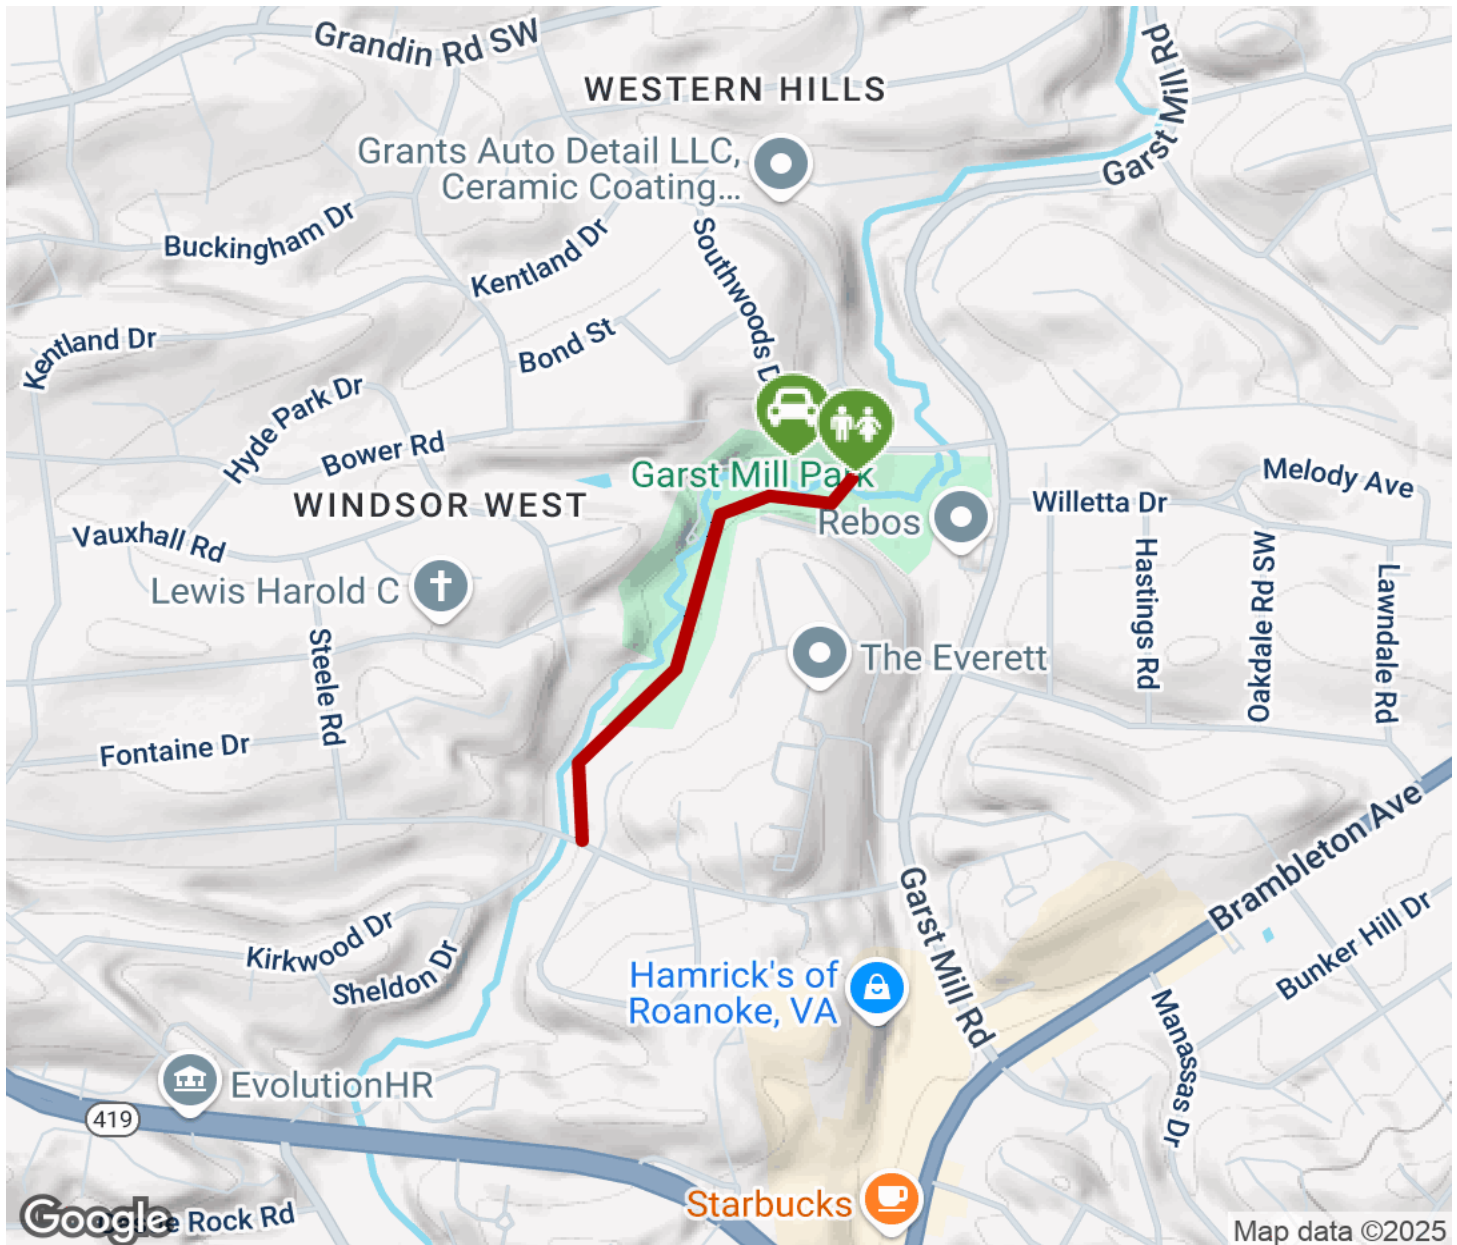 Grandin Rd SW
Garst Mill Rd
WESTERN HILLS
Grants Auto Detail LLC,
Ceramic Coating...
Garst Mill Rd
Buckingham Dr
Kentland Dr
Southwoods D
Kentland Dr
Bond St
Hyde Park Dr
Bower Rd
Garst Mill Park
Melody Ave
WINDSOR WEST
Willetta Dr
Rebos
Vauxhall Rd
Lewis Harold C
Hastings Rd
Oakdale Rd SW
Lawndale Rd
Steele Rd
The Everett
Fontaine Dr
Brambleton Ave
Garst Mill Rd
Kirkwood Dr
Sheldon Dr
Bunker Hill Dr
Hamrick's of
Roanoke, VA
Manassas Dr
EvolutionHR
419
Starbucks
Google
Rock Rd
Map data ©2025